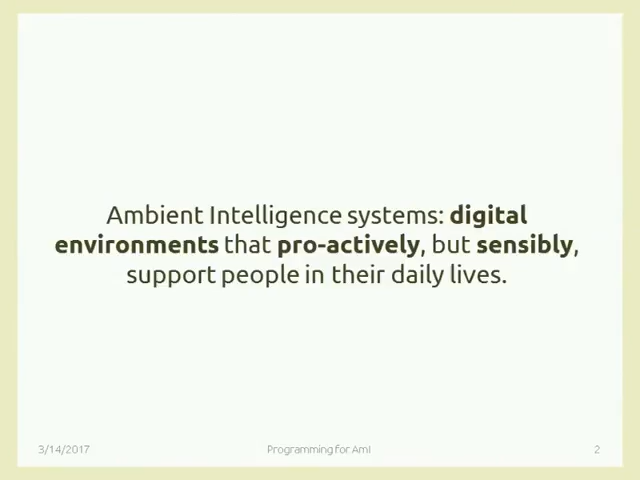 Ambient Intelligence systems: digital
environments that pro-actively, but sensibly,
support people in their daily lives.
3/14/2017
Programming for AmI
2